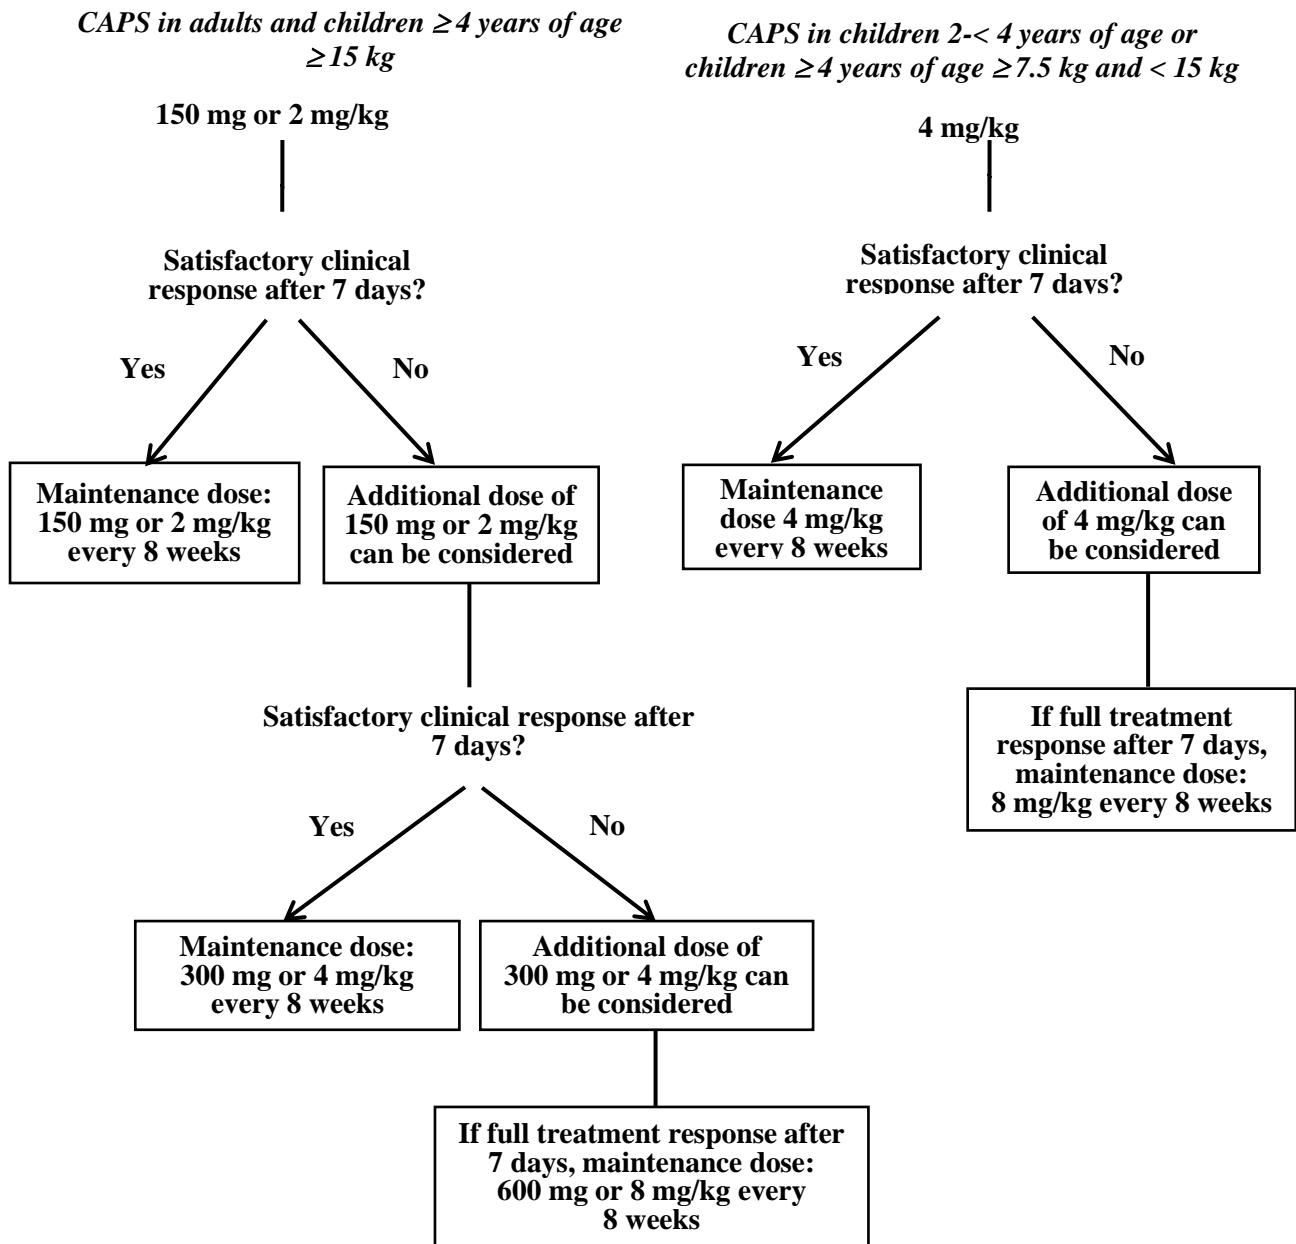 CAPS in adults and children ≥4 years of age
≥15 kg
150 mg or 2 mg/kg
Satisfactory clinical
response after 7 days?
Yes
No
Maintenance dose:
150 mg or 2 mg/kg
every 8 weeks
Additional dose of
150 mg or 2 mg/kg
can be considered
Satisfactory clinical response after
7 days?
Yes
No
Maintenance dose:
300 mg or 4 mg/kg
every 8 weeks
Additional dose of
300 mg or 4 mg/kg can
be considered
If full treatment response after
7 days, maintenance dose:
600 mg or 8 mg/kg every
8 weeks
CAPS in children 2-< 4 years of age or
children ≥4 years of age ≥7.5 kg and < 15 kg
4 mg/kg
Satisfactory clinical
response after 7 days?
Yes
No
Maintenance
dose 4 mg/kg
every 8 weeks
Additional dose
of 4 mg/kg can
be considered
If full treatment
response after 7 days,
maintenance dose:
8 mg/kg every 8 weeks